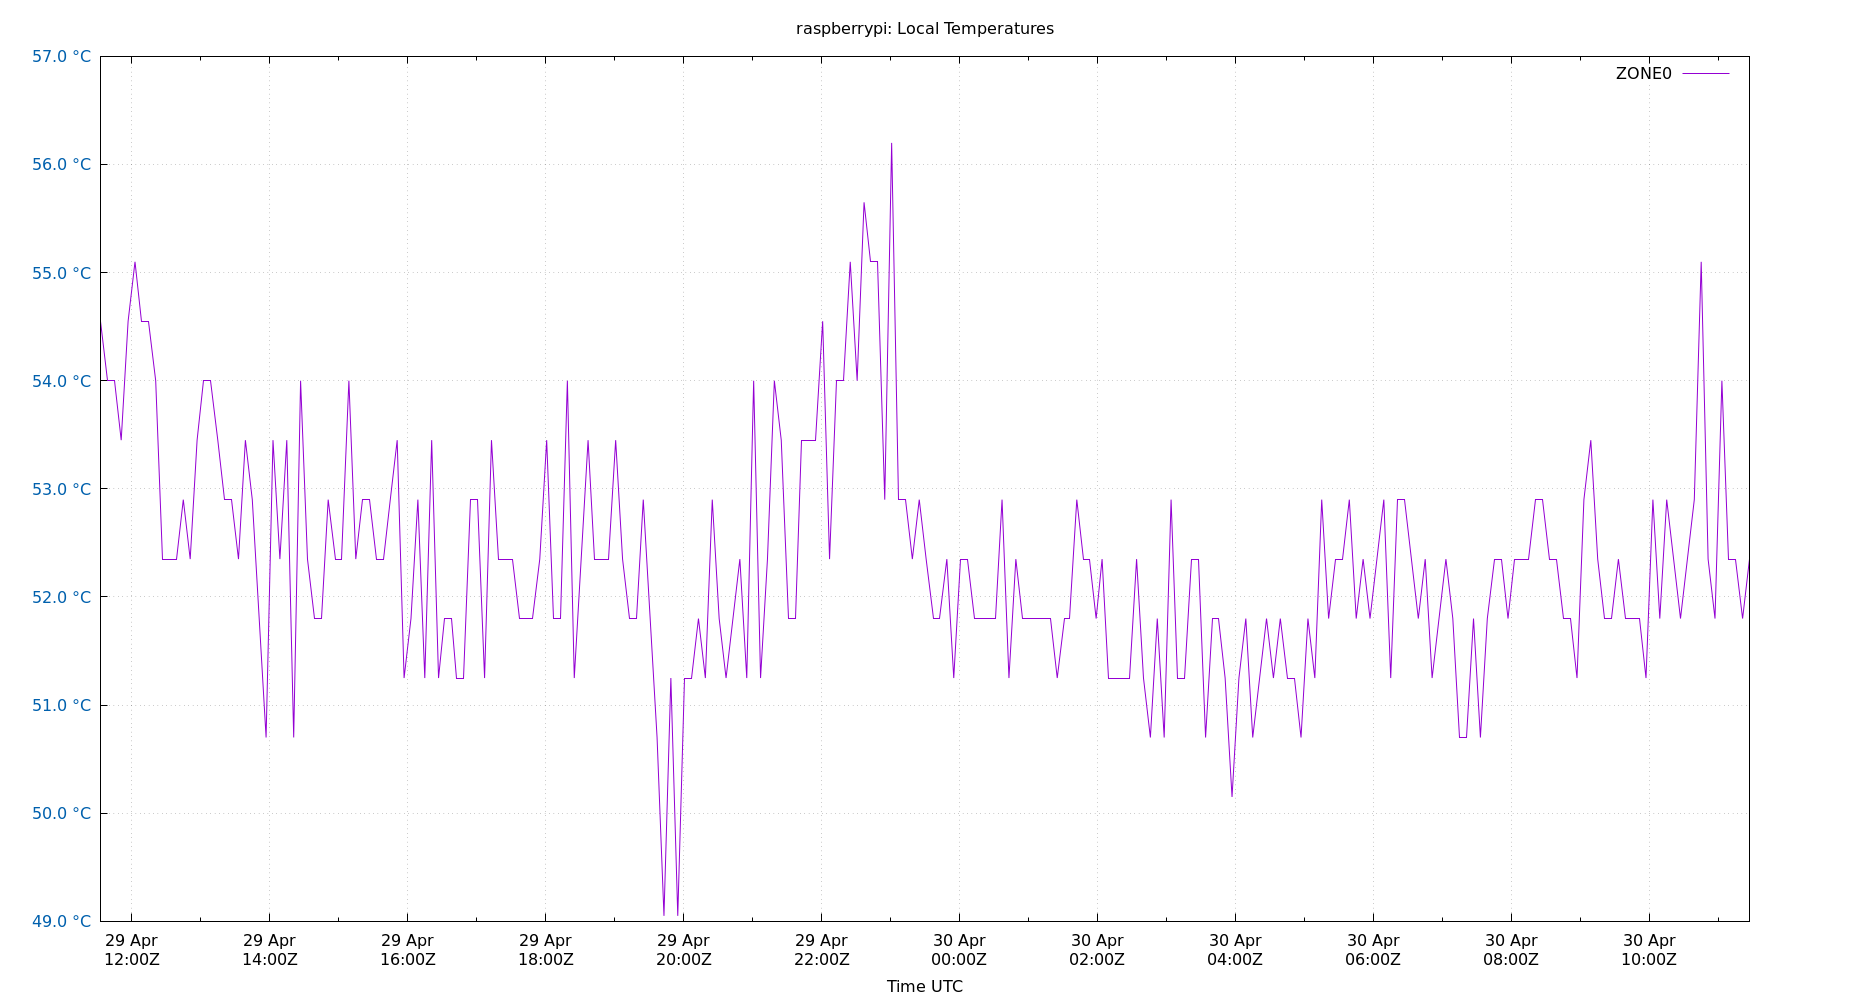 raspberrypi: Local Temperatures
57.0 °C
56.0 °C
55.0 °C
54.0 °C
53.0 °C
52.0 °C
51.0 °C
50.0 °C
49.0 °C
ZONE0
29 Apr
12:00Z
29 Apr
14:00Z
29 Apr
16:00Z
29 Apr
18:00Z
29 Apr
20:00Z
29 Apr
22:00Z
30 Apr
00:00Z
30 Apr
02:00Z
30 Apr
04:00Z
30 Apr
06:00Z
30 Apr
08:00Z
30 Apr
10:00Z
Time UTC